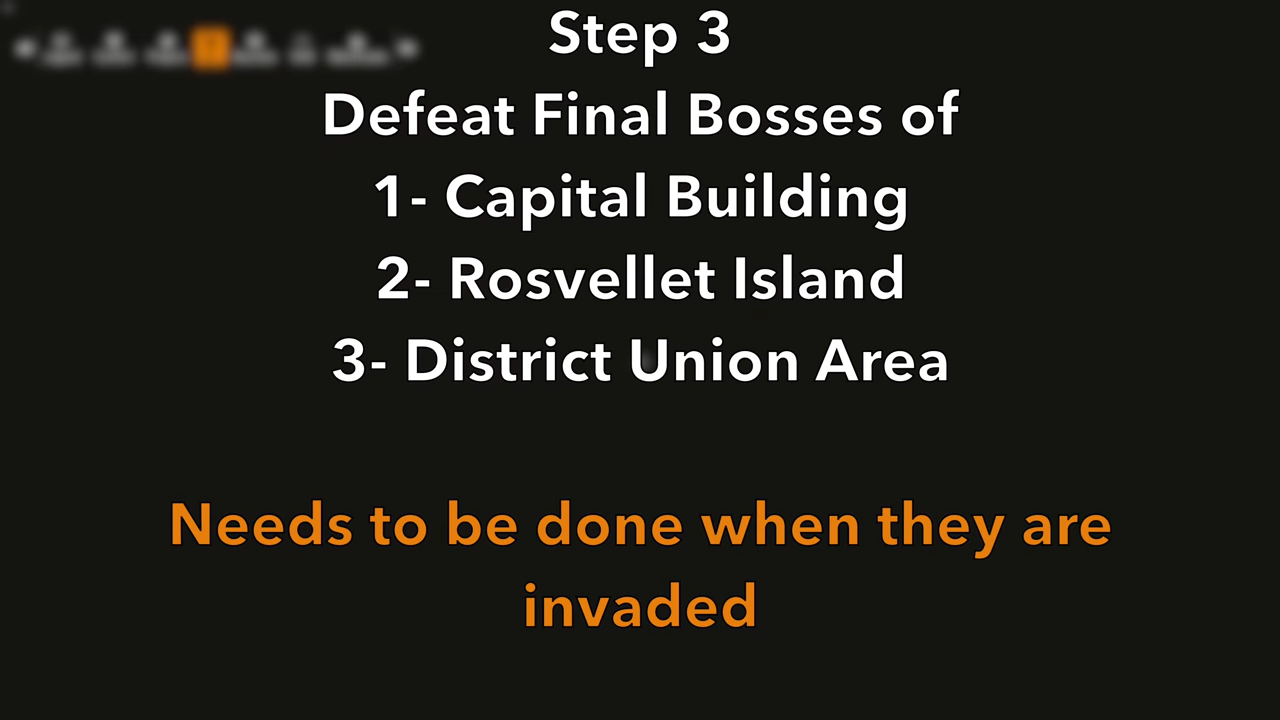 Step 3
Defeat Final Bosses of
1- Capital Building
2- Rosvellet Island
3- District Union Area
Needs to be done when they are
invaded